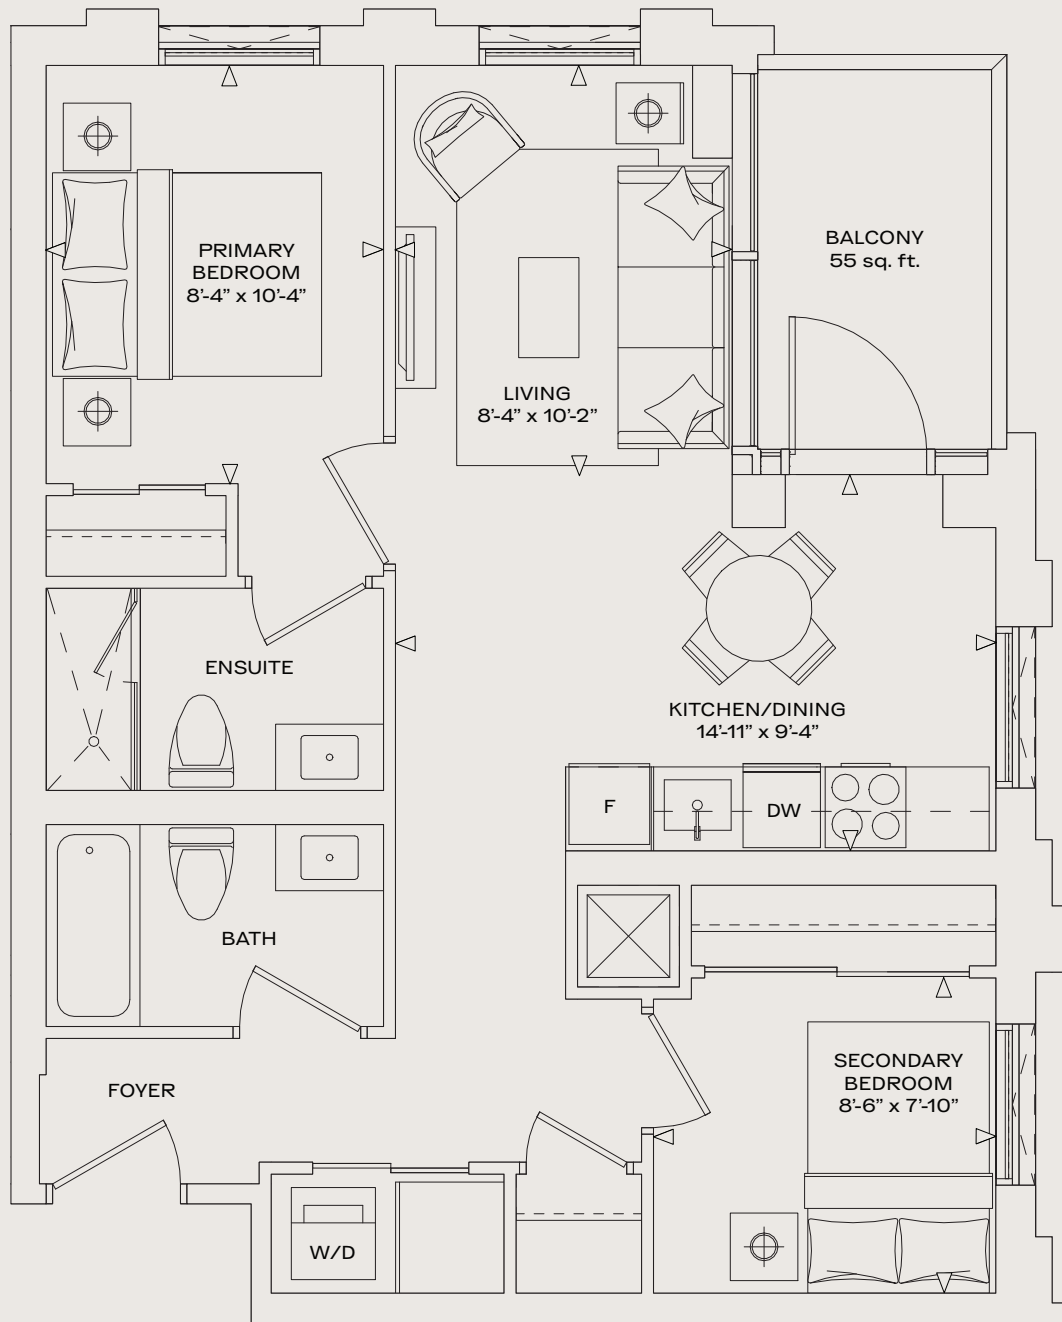 PRIMARY
BEDROOM
8’-4” x 10’-4”
BALCONY
55 sq. ft.
LIVING
8’-4” x 10’-2”
ENSUITE
KITCHEN/DINING
14’-11” x 9’-4”
F
DW
BATH
FOYER
SECONDARY
BEDROOM
8’-6” x 7’-10”
W/D